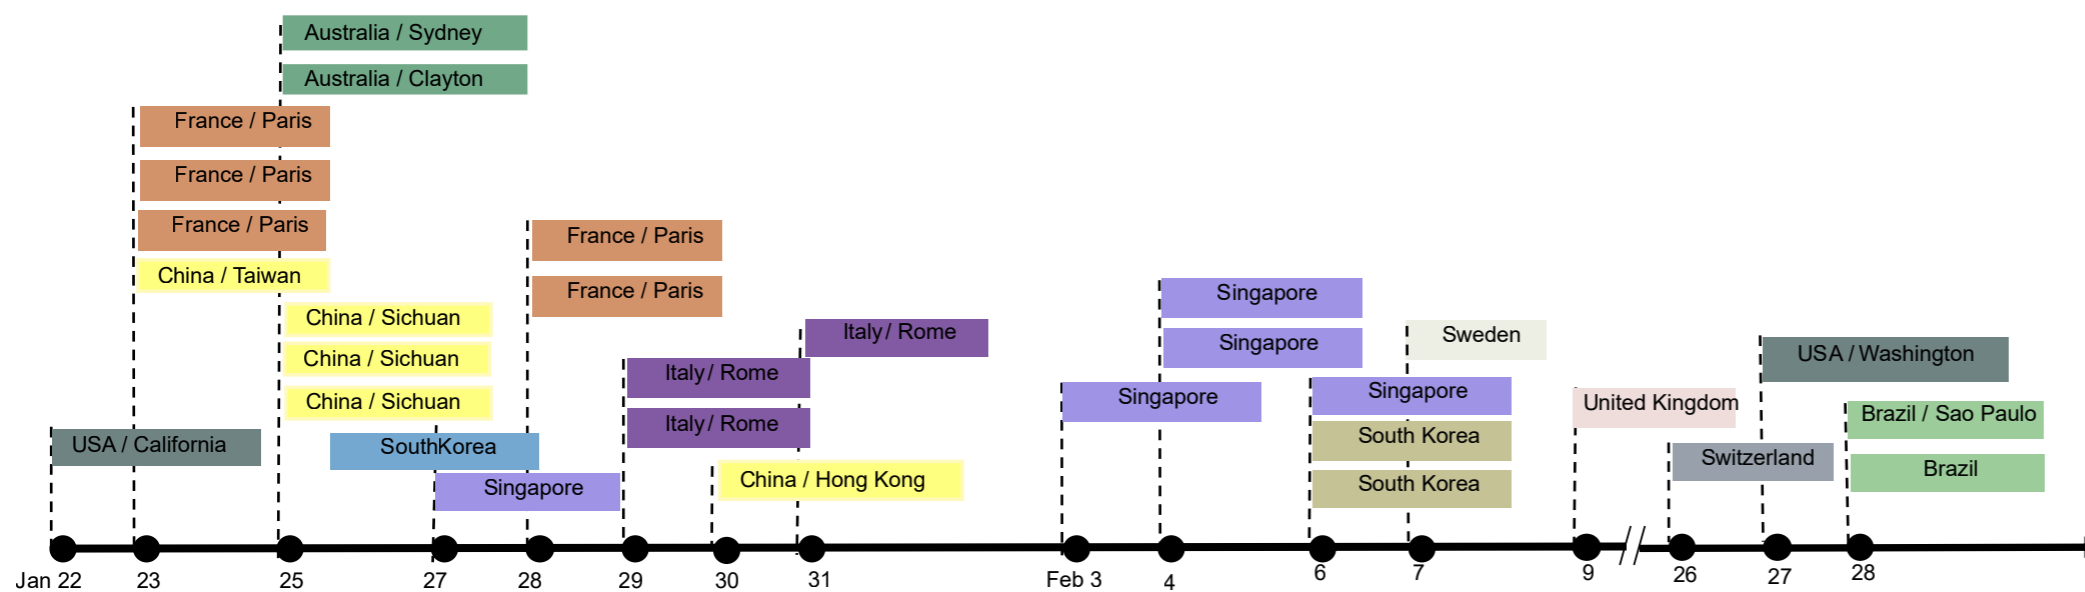 Australia / Sydney
Australia / Clayton
France / Paris
France / Paris
France / Paris
China / Taiwan
France / Paris
France / Paris
China / Sichuan
China / Sichuan
China / Sichuan
USA / California
SouthKorea
Singapore
Italy / Rome
Italy / Rome
Italy / Rome
China / Hong Kong
Singapore
Singapore
Singapore
Sweden
Singapore
South Korea
South Korea
United Kingdom
USA / Washington
Switzerland
Brazil / Sao Paulo
Brazil
Jan 22 23 25 27 28 29 30 31 Feb 3 4 6 7 9 26 27 28